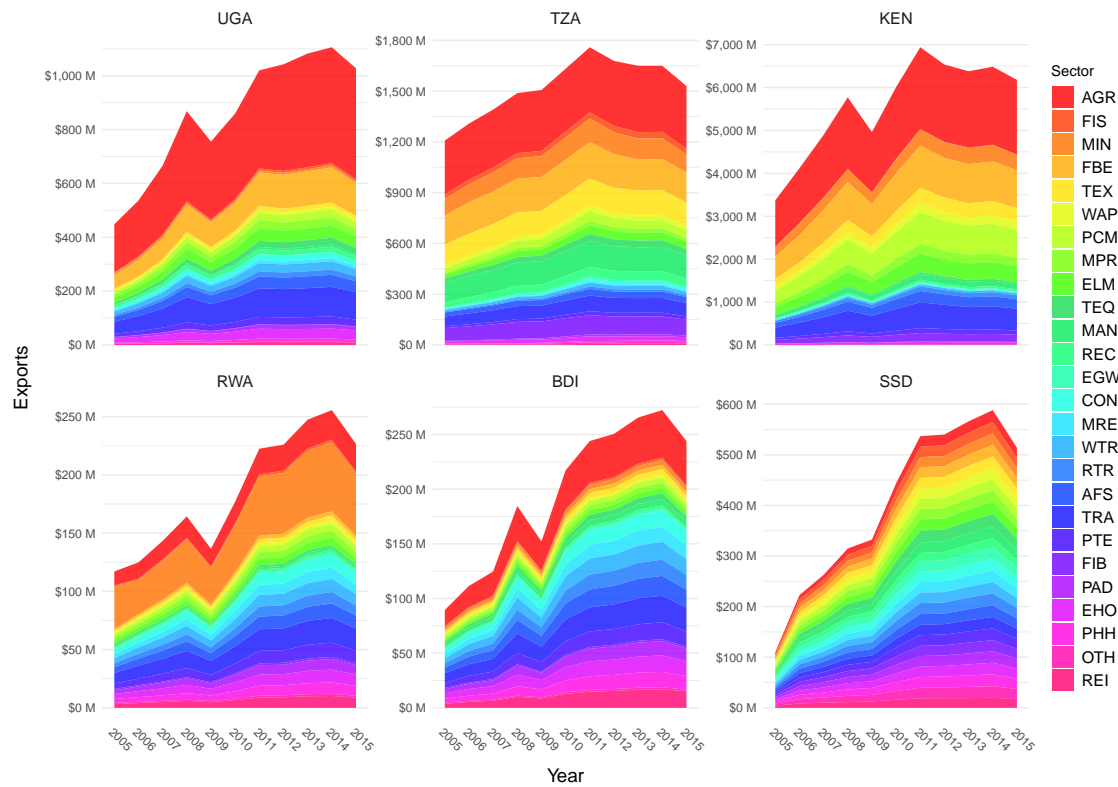 UGA
TZA
KEN
$1,000 M
$800 M
$600 M
$400 M
$200 M
$0 M
$1,800 M
$1,500 M
$1,200 M
$900 M
$600 M
$300 M
$0 M
$7,000 M
$6,000 M
$5,000 M
$4,000 M
$3,000 M
$2,000 M
$1,000 M
$0 M
RWA
BDI
SSD
$250 M
$200 M
$150 M
$100 M
$50 M
$0 M
$250 M
$200 M
$150 M
$100 M
$50 M
$0 M
$600 M
$500 M
$400 M
$300 M
$200 M
$100 M
$0 M
2005 2006 2007 2008 2009 2010 2011 2012 2013 2014 2015
2005 2006 2007 2008 2009 2010 2011 2012 2013 2014 2015
2005 2006 2007 2008 2009 2010 2011 2012 2013 2014 2015
Exports
Year
Sector
AGR
FIS
MIN
FBE
TEX
WAP
PCM
MPR
ELM
TEQ
MAN
REC
EGW
CON
MRE
WTR
RTR
AFS
TRA
PTE
FIB
PAD
EHO
PHH
OTH
REI